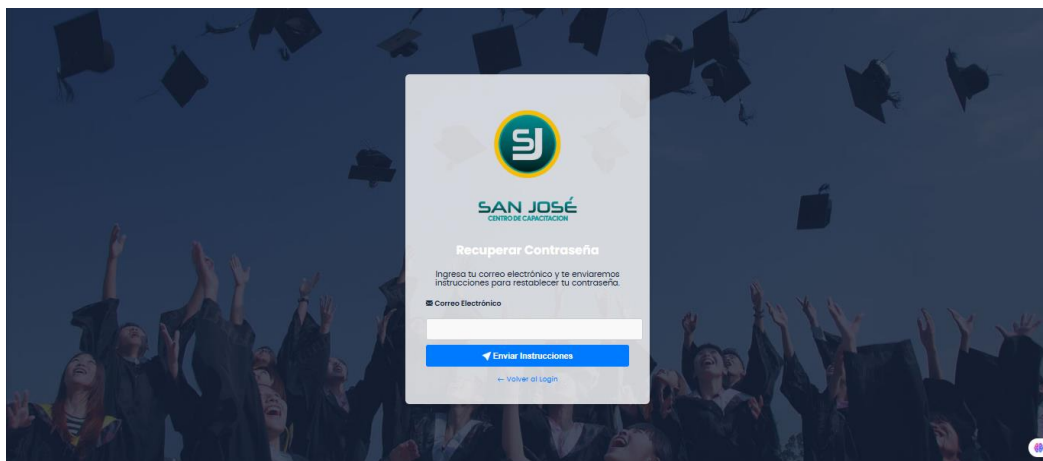 SJ
SAN JOSÉ
CENTRO DE CAPACITACION
Recuperar Contraseña
Ingresa tu correo electrónico y te enviaremos
instrucciones para restablecer tu contraseña.
Correo Electrónico
Enviar Instrucciones
← Volver al Login